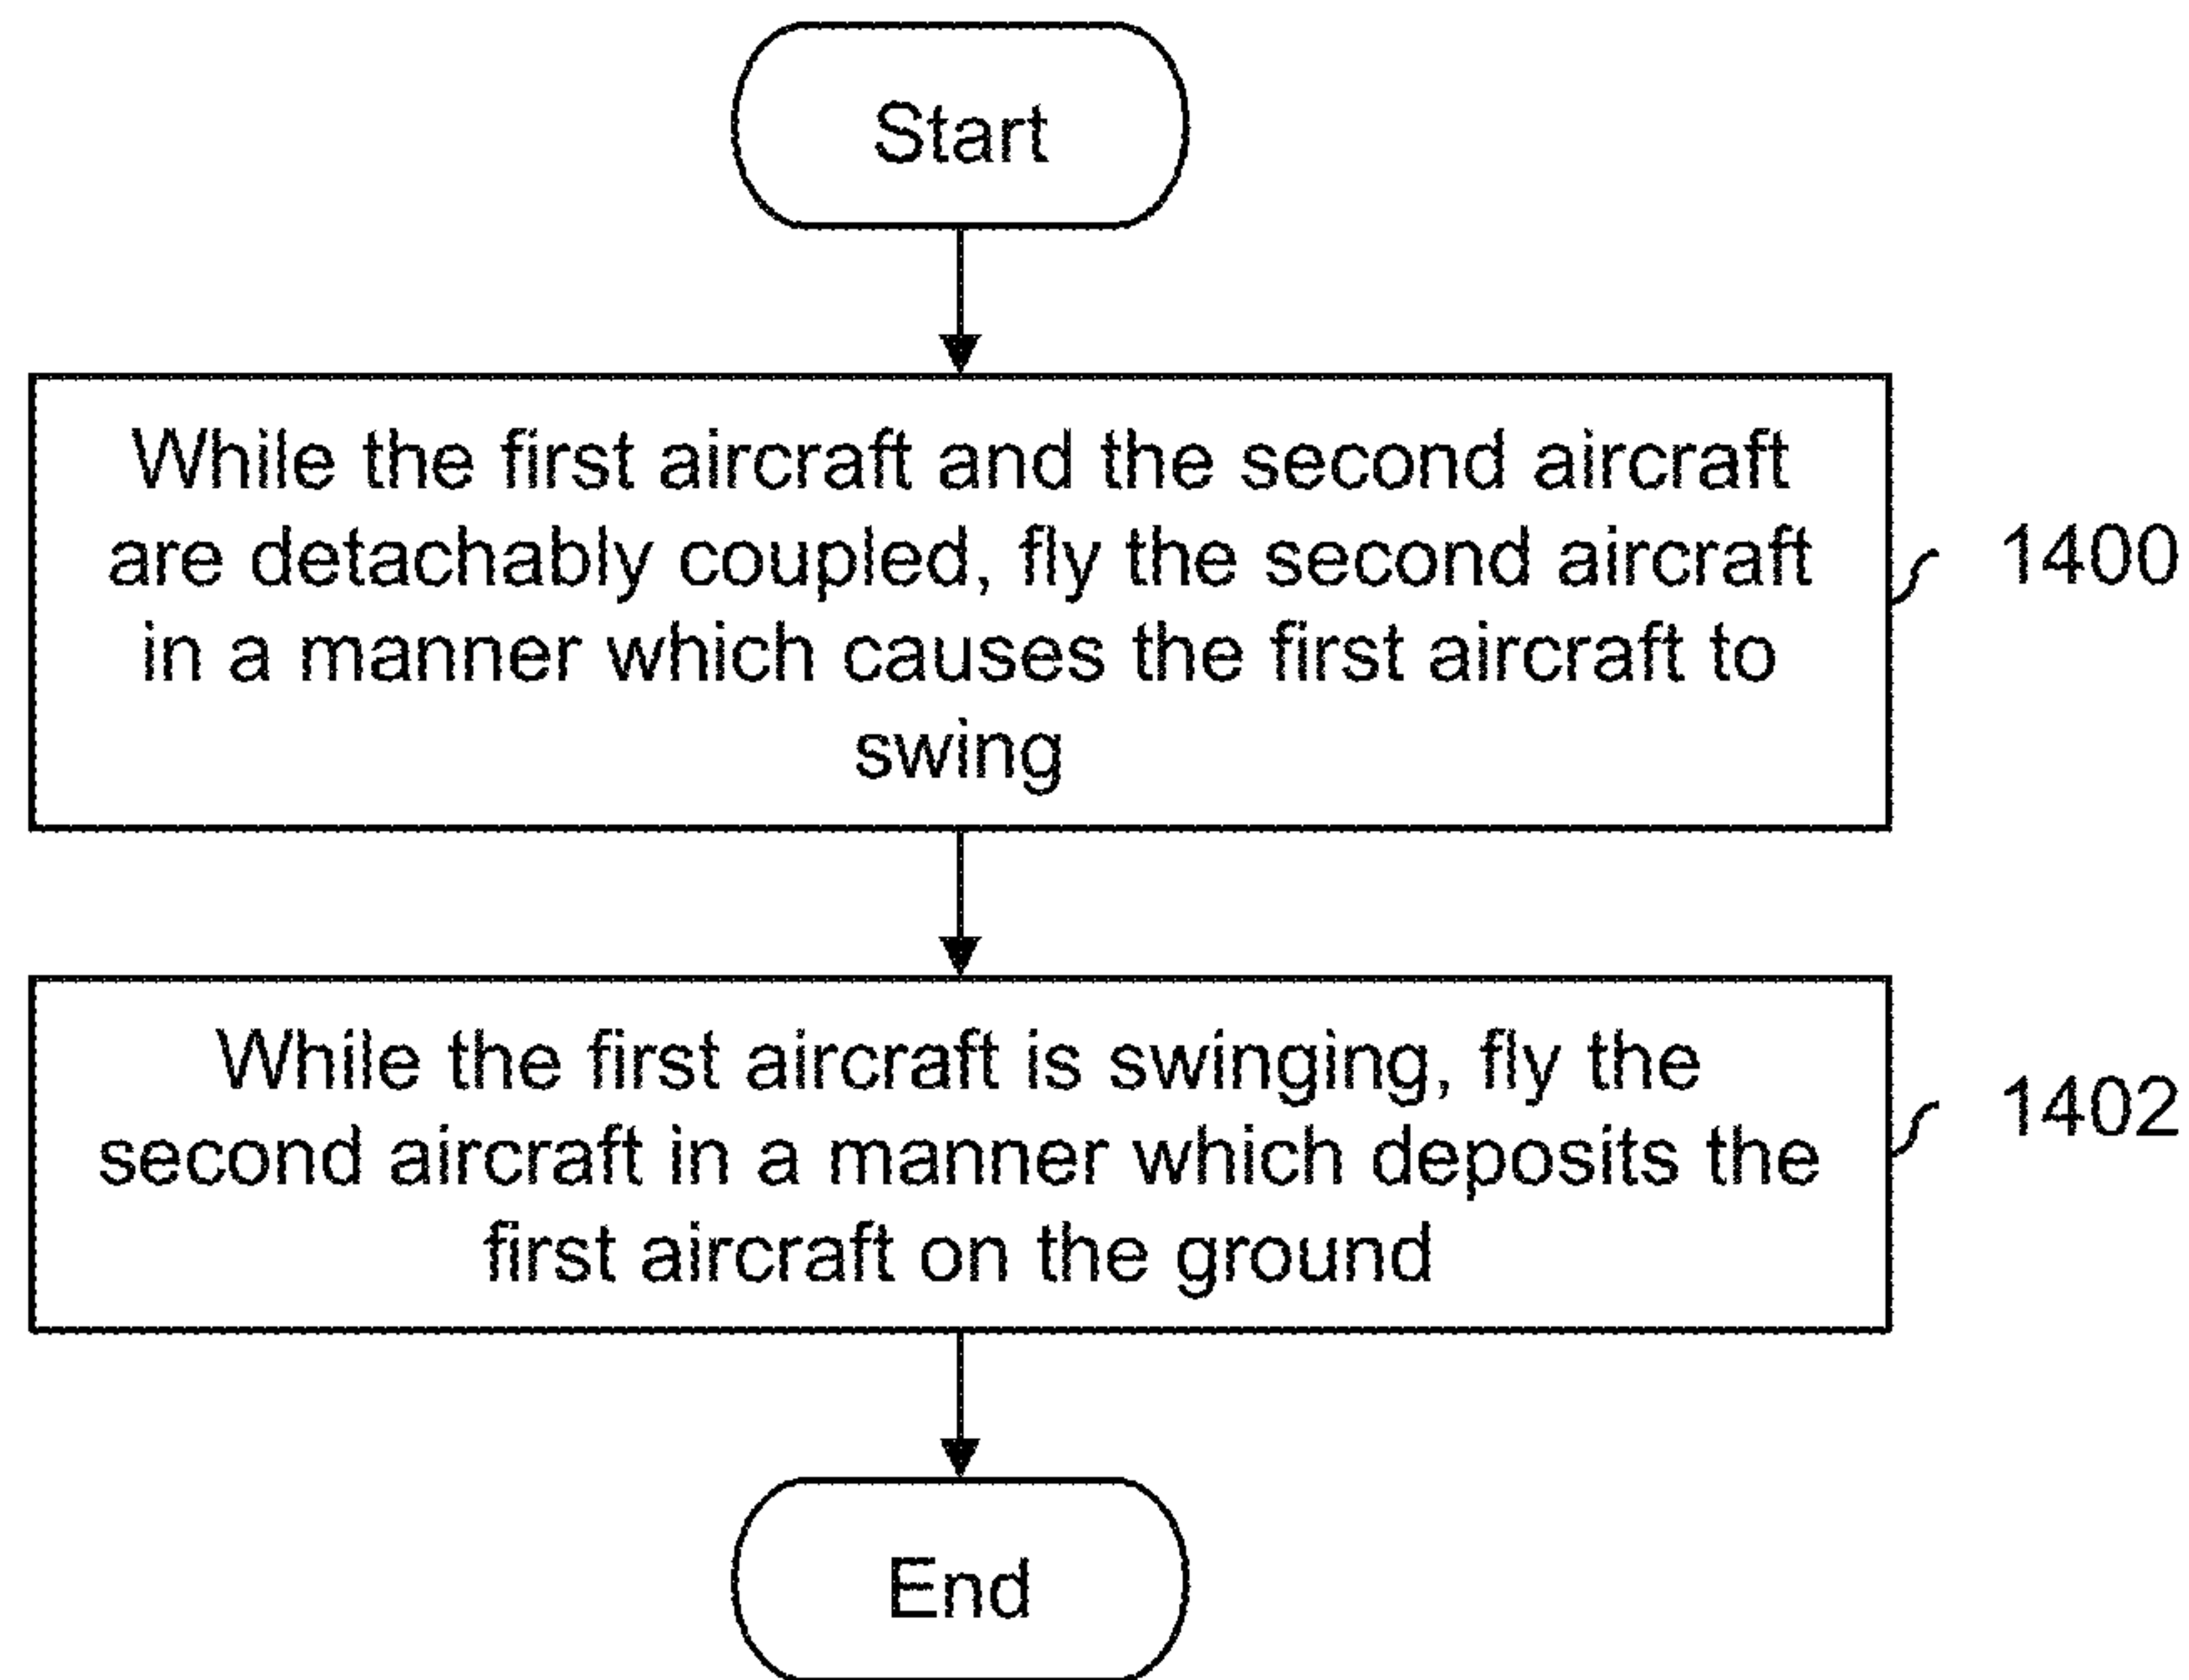 Start
While the first aircraft and the second aircraft
are detachably coupled, fly the second aircraft
in a manner which causes the first aircraft to
swing
1400
While the first aircraft is swinging, fly the
second aircraft in a manner which deposits the
first aircraft on the ground
1402
End